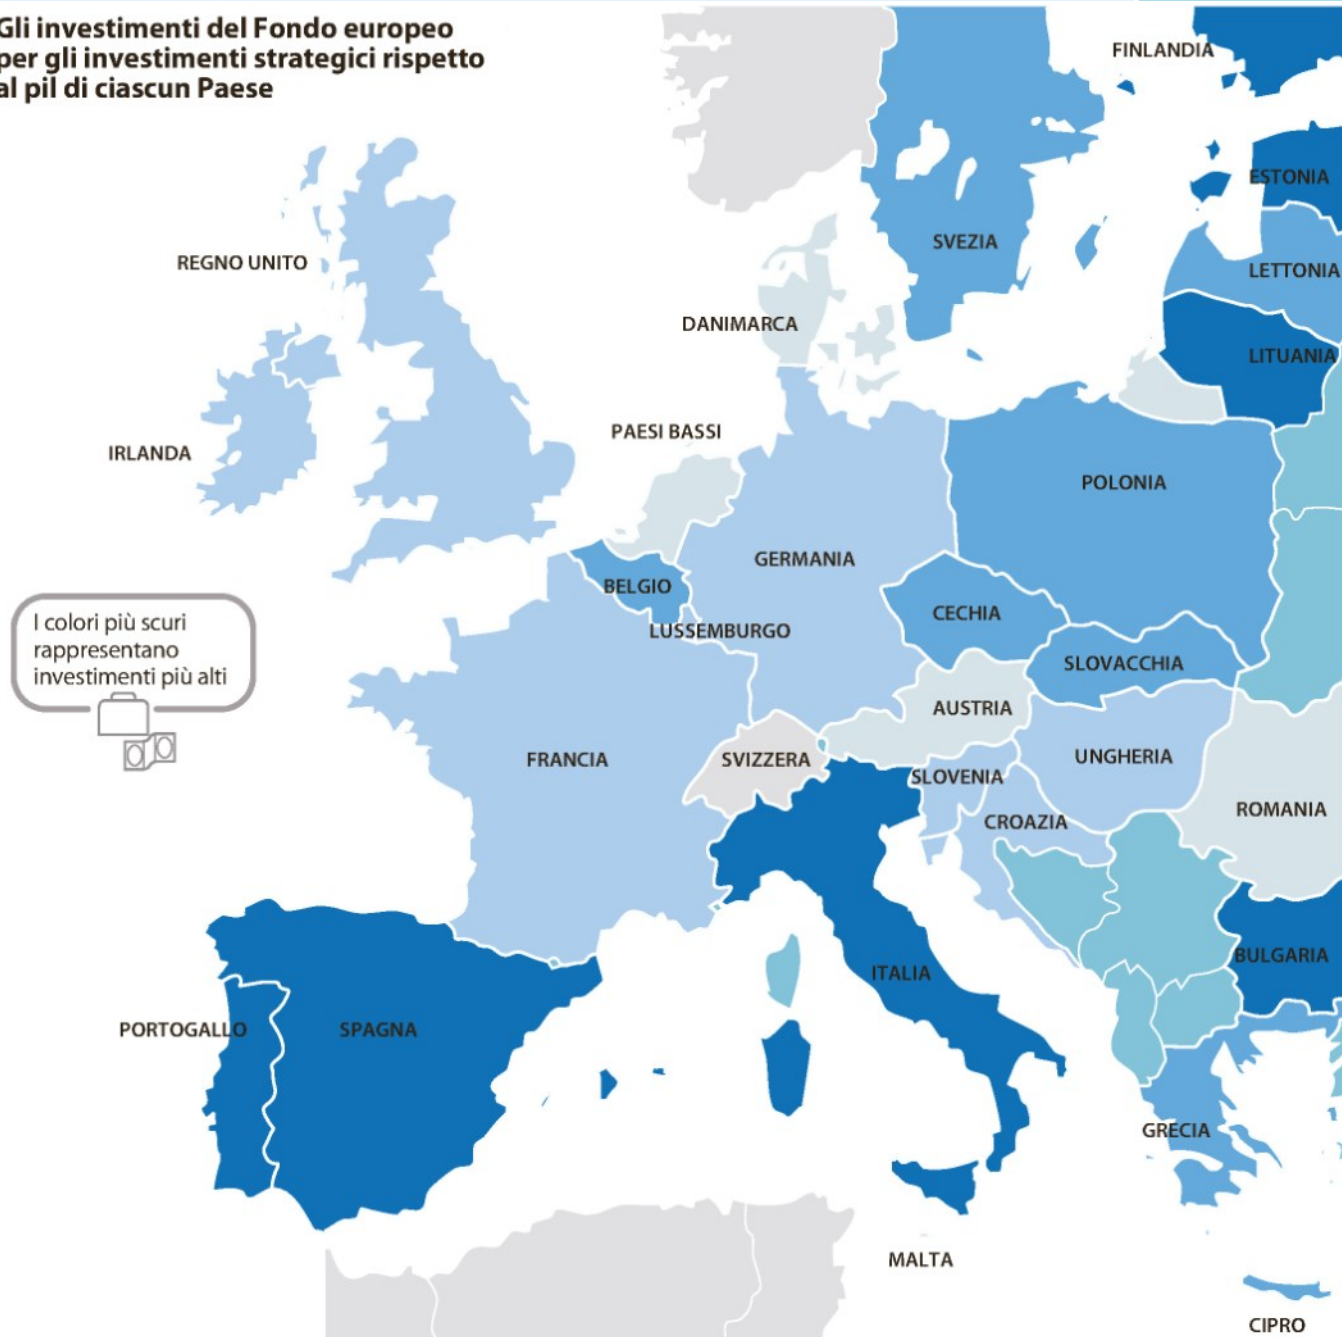 Gli investimenti del Fondo europeo
per gli investimenti strategici rispetto
al pil di ciascun Paese
FINLANDIA
ESTONIA
SVEZIA
REGNO UNITO
LETTONIA
DANIMARCA
LITUANIA
PAESI BASSI
IRLANDA
POLONIA
GERMANIA
BELGIO
CECHIA
I colori più scuri
rappresentano
investimenti più alti
LUSSEMBURGO
SLOVACCHIA
AUSTRIA
FRANCIA
SVIZZERA
UNGHERIA
SLOVENIA
ROMANIA
CROAZIA
BULGARIA
ITALIA
PORTOGALLO
SPAGNA
GRECIA
MALTA
CIPRO